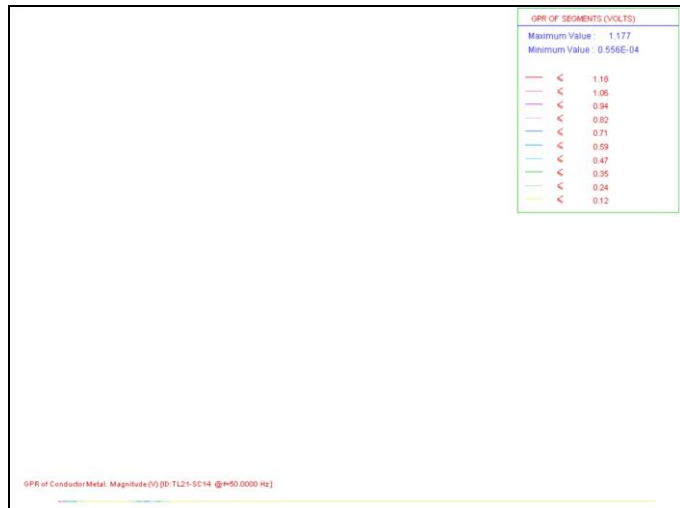 GPR OF SEGMENTS (VOLTS)
Maximum Value : 1.177
Minimum Value : 0.556E-04
≤ 1.18
≤ 1.06
≤ 0.94
≤ 0.82
≤ 0.71
≤ 0.59
≤ 0.47
≤ 0.35
≤ 0.24
≤ 0.12
GPR of Conductor Metal. Magnitude (V) [ID:TL21-SC14 @ f=50.0000 Hz]